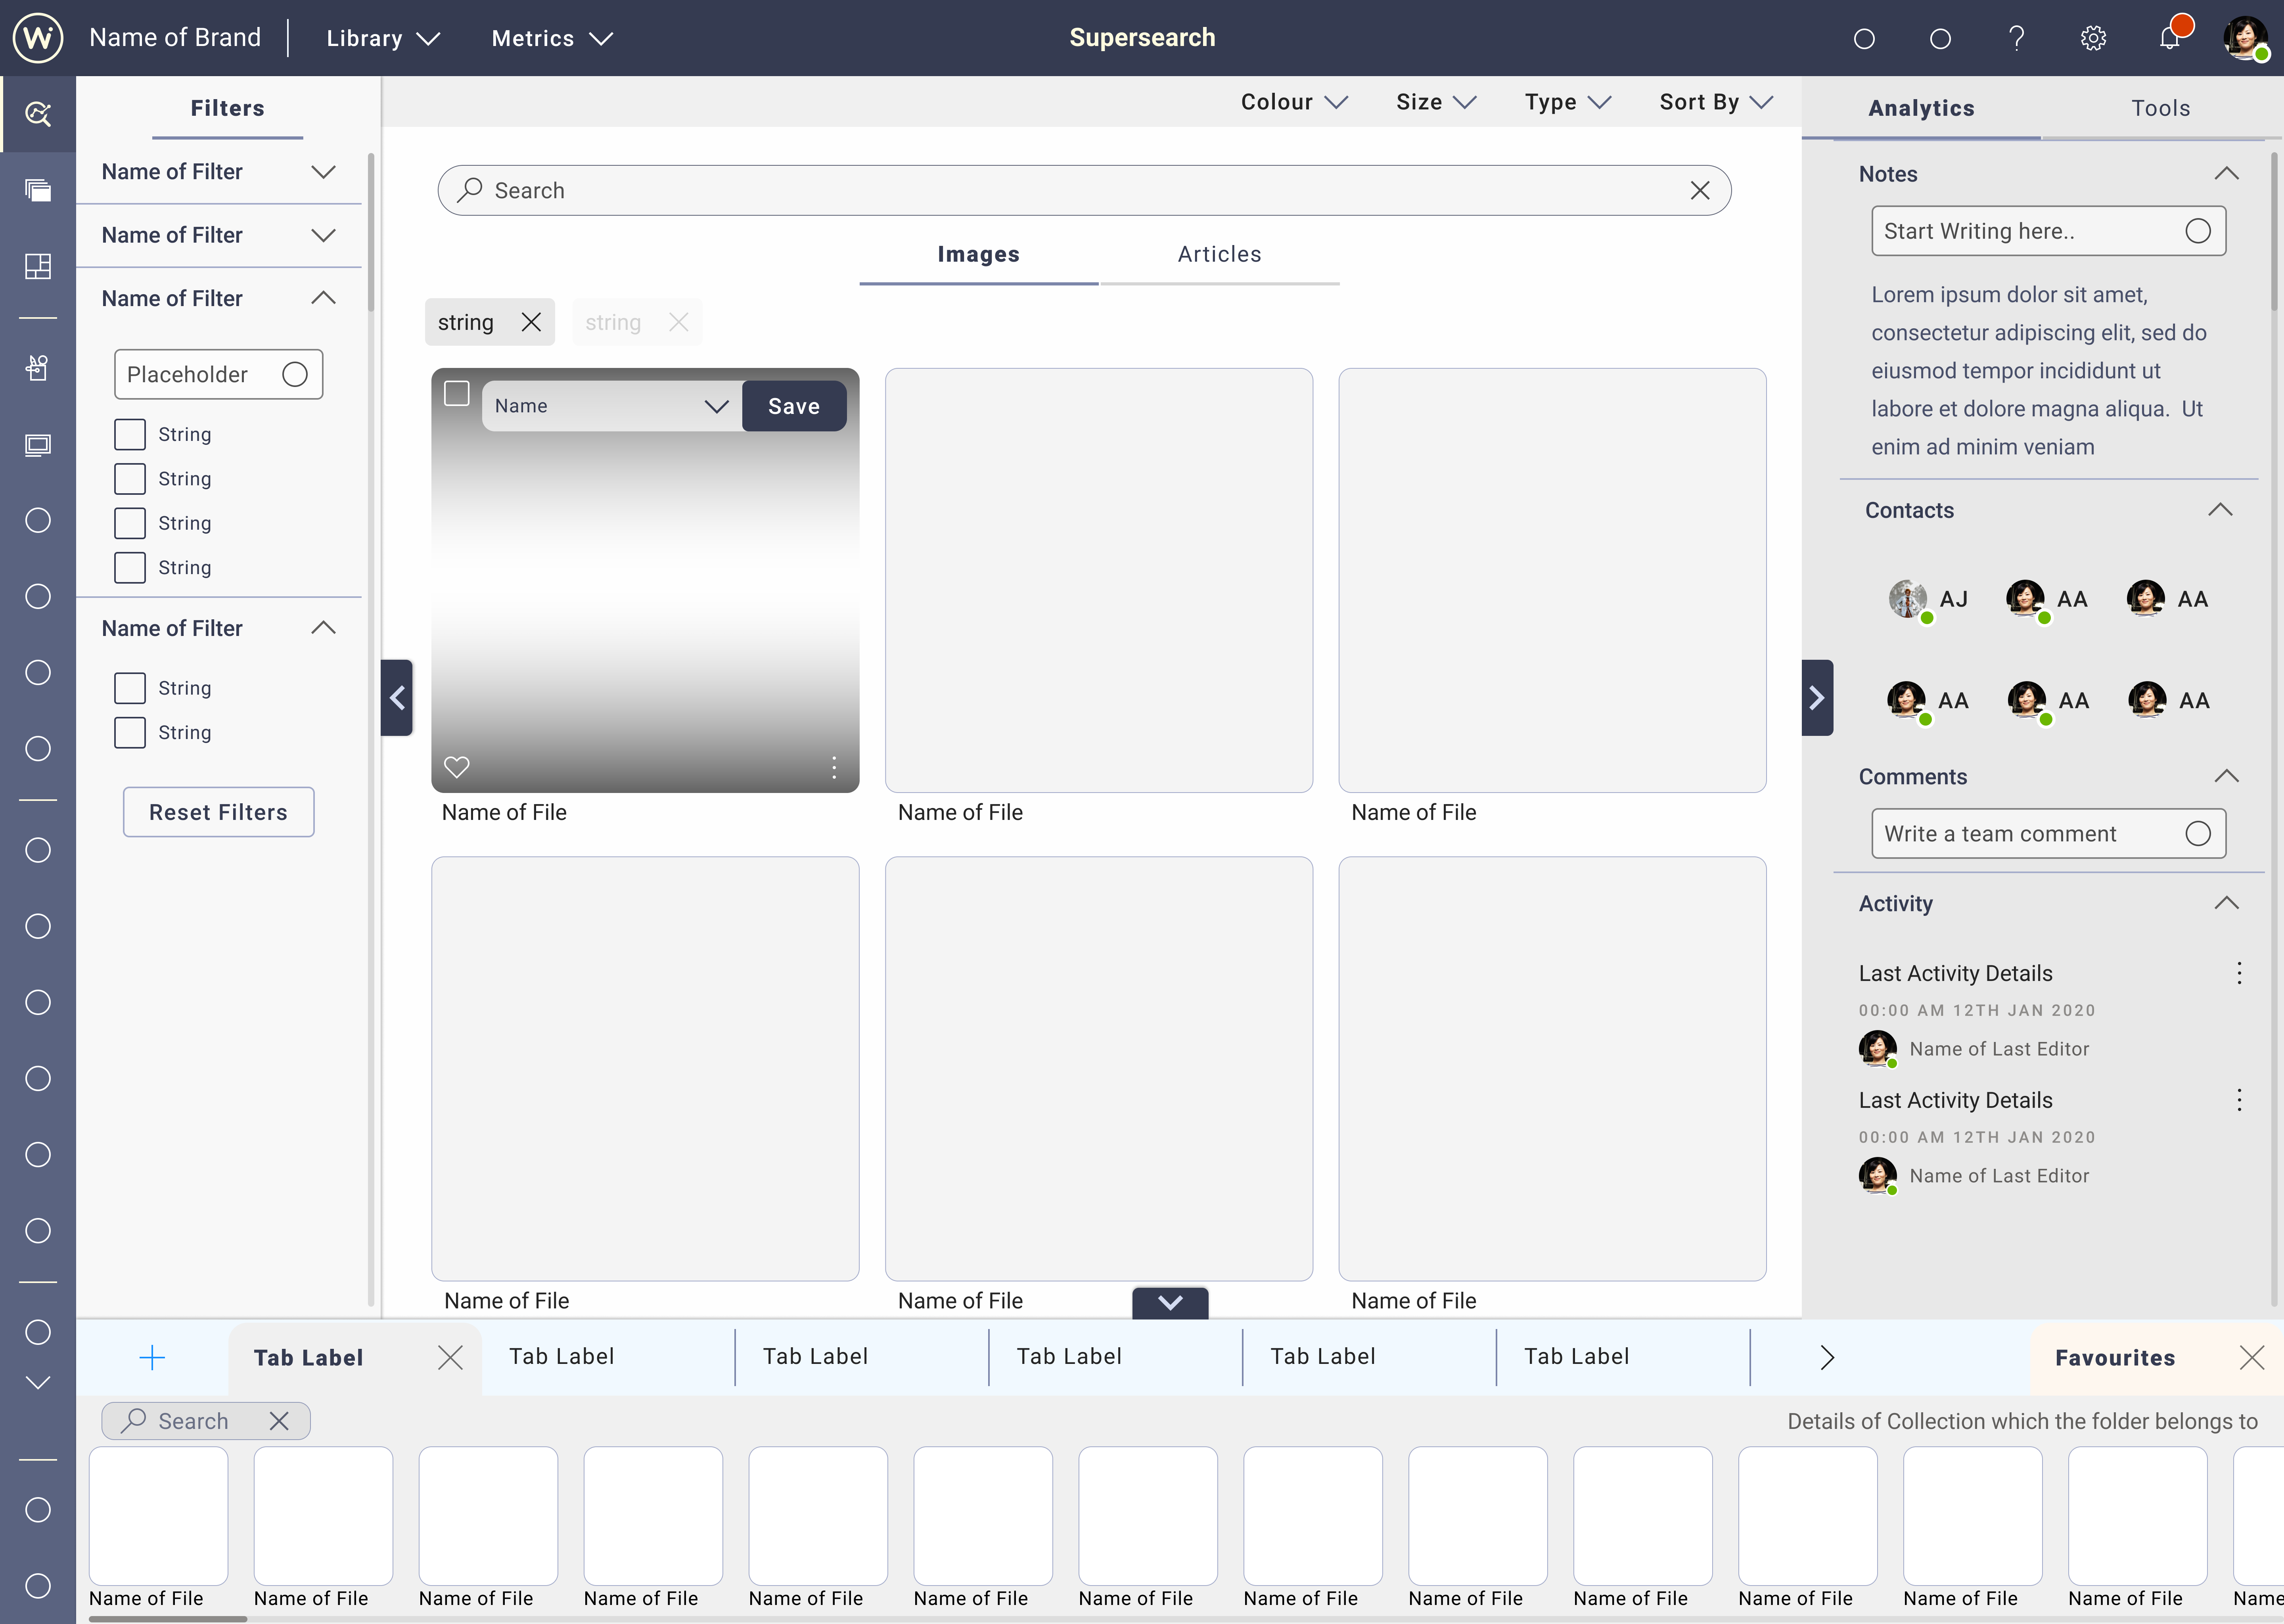 W
Name of Brand
Library
Metrics
Supersearch
Filters
Name of Filter
Name of Filter
Name of Filter
Placeholder
String
String
String
String
Name of Filter
String
String
Reset Filters
Colour
Size
Type
Sort By
Search
Images
Articles
string
string
Name
Save
Name of File
Name of File
Name of File
Name of File
Name of File
Name of File
Analytics
Tools
Notes
Start Writing here..
Lorem ipsum dolor sit amet,
consectetur adipiscing elit, sed do
eiusmod tempor incididunt ut
labore et dolore magna aliqua. Ut
enim ad minim veniam
Contacts
AJ
AA
AA
AA
AA
AA
Comments
Write a team comment
Activity
Last Activity Details
00:00 AM 12TH JAN 2020
Name of Last Editor
Last Activity Details
00:00 AM 12TH JAN 2020
Name of Last Editor
Tab Label
Tab Label
Tab Label
Tab Label
Tab Label
Tab Label
Favourites
Search
Details of Collection which the folder belongs to
Name of File
Name of File
Name of File
Name of File
Name of File
Name of File
Name of File
Name of File
Name of File
Name of File
Name of File
Name of File
Name of File
Name